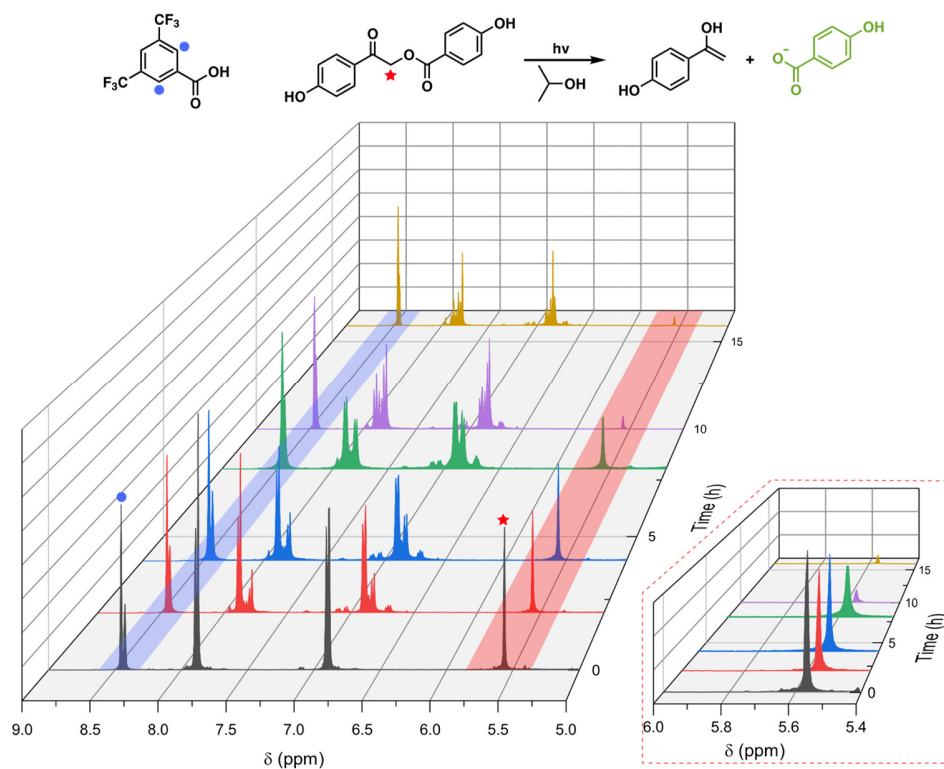 CF₃
F₃C
OH
O
HO
O
O
O
OH
hv
OH
OH
HO
+
O⁻
O
OH
15
10
5
0
Time (h)
9.0 8.5 8.0 7.5 7.0 6.5 6.0 5.5 5.0
δ (ppm)
15
10
5
0
Time (h)
6.0 5.8 5.6 5.4
δ (ppm)